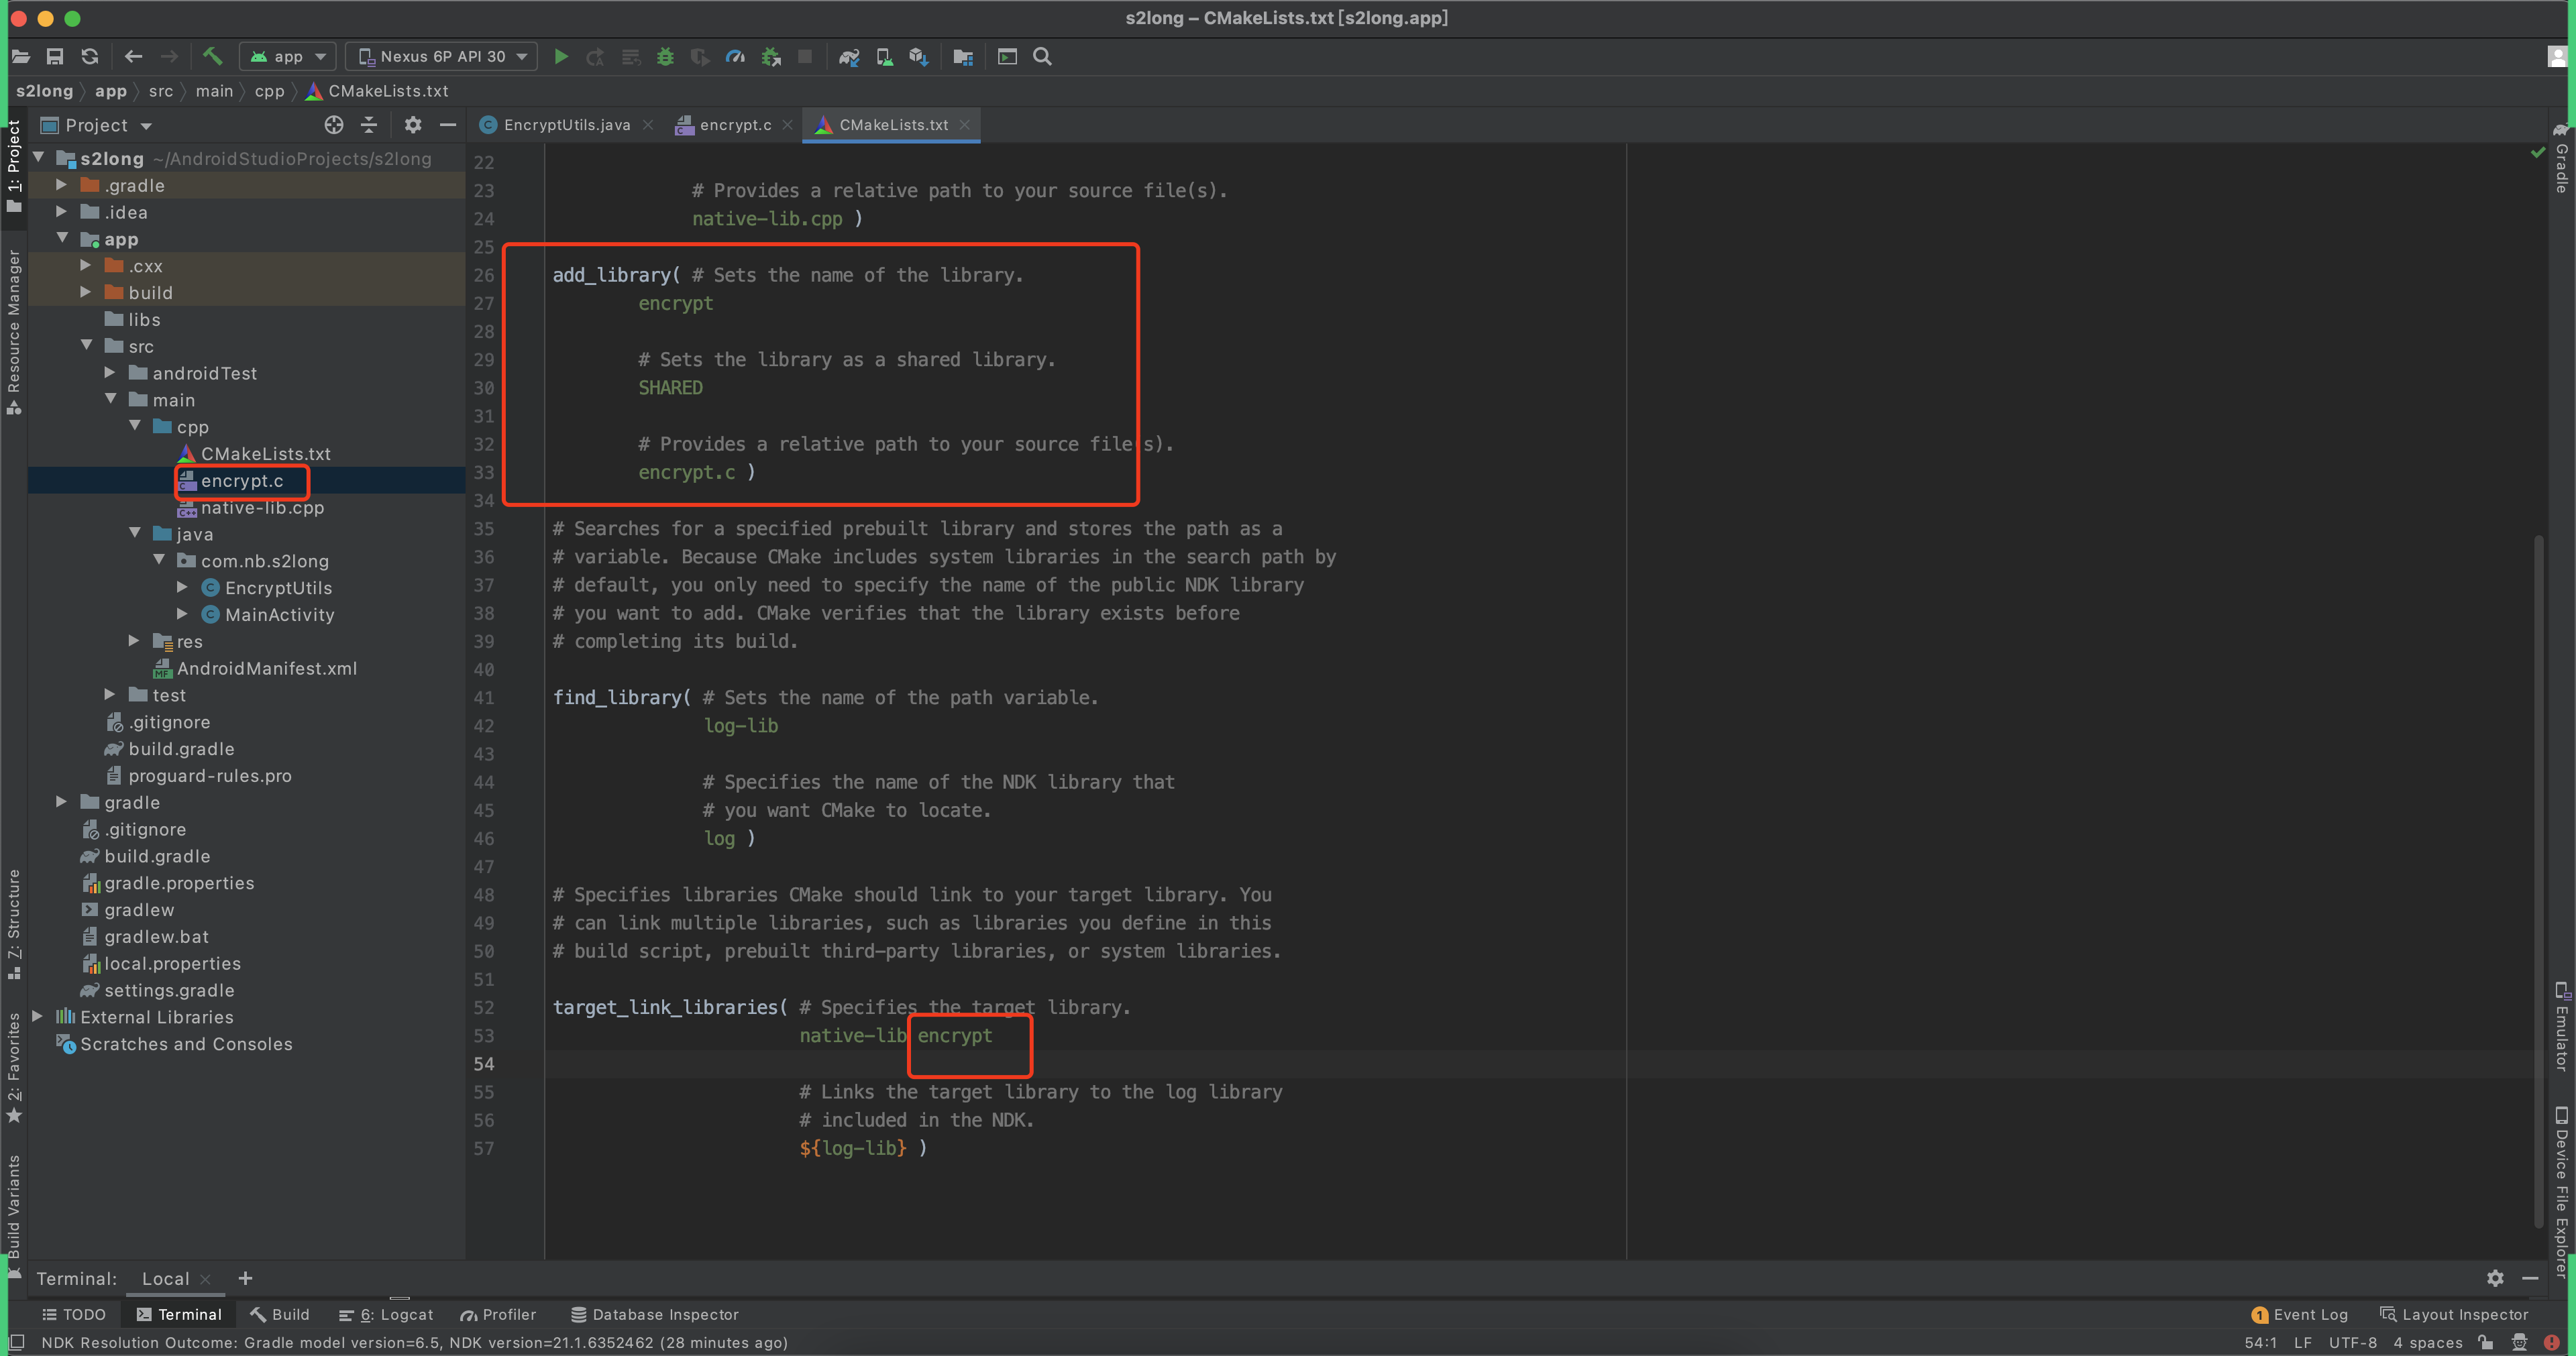 s2long – CMakeLists.txt [s2long.app]
app
Nexus 6P API 30
s2long
app
src
main
cpp
CMakeLists.txt
1: Project
Resource Manager
Z: Structure
2: Favorites
Build Variants
Project
s2long ~/AndroidStudioProjects/s2long
.gradle
.idea
app
.cxx
build
libs
src
androidTest
main
cpp
CMakeLists.txt
encrypt.c
native-lib.cpp
java
com.nb.s2long
EncryptUtils
MainActivity
res
AndroidManifest.xml
test
.gitignore
build.gradle
proguard-rules.pro
gradle
.gitignore
build.gradle
gradle.properties
gradlew
gradlew.bat
local.properties
settings.gradle
External Libraries
Scratches and Consoles
EncryptUtils.java
encrypt.c
CMakeLists.txt
22
23 # Provides a relative path to your source file(s).
24 native-lib.cpp )
25
26 add_library( # Sets the name of the library.
27 encrypt
28
29 # Sets the library as a shared library.
30 SHARED
31
32 # Provides a relative path to your source file(s).
33 encrypt.c )
34
35 # Searches for a specified prebuilt library and stores the path as a
36 # variable. Because CMake includes system libraries in the search path by
37 # default, you only need to specify the name of the public NDK library
38 # you want to add. CMake verifies that the library exists before
39 # completing its build.
40
41 find_library( # Sets the name of the path variable.
42 log-lib
43
44 # Specifies the name of the NDK library that
45 # you want CMake to locate.
46 log )
47
48 # Specifies libraries CMake should link to your target library. You
49 # can link multiple libraries, such as libraries you define in this
50 # build script, prebuilt third-party libraries, or system libraries.
51
52 target_link_libraries( # Specifies the target library.
53 native-lib encrypt
54
55 # Links the target library to the log library
56 # included in the NDK.
57 ${log-lib} )
Gradle
Emulator
Device File Explorer
Terminal: Local
TODO
Terminal
Build
6: Logcat
Profiler
Database Inspector
1 Event Log
Layout Inspector
NDK Resolution Outcome: Gradle model version=6.5, NDK version=21.1.6352462 (28 minutes ago)
54:1 LF UTF-8 4 spaces